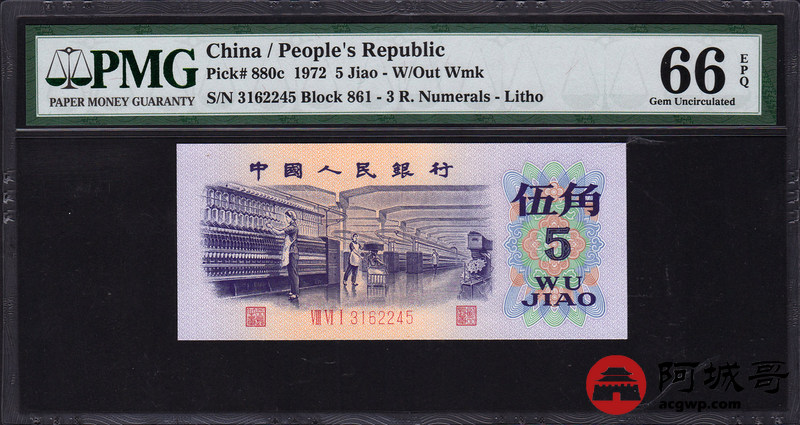 PMG
PAPER MONEY GUARANTY
China / People's Republic
Pick# 880c 1972 5 Jiao - W/Out Wmk
S/N 3162245 Block 861 - 3 R. Numerals - Litho
66
EPQ
Gem Uncirculated
中國人民銀行
伍角
5
WU
JIAO
VIII VI I 3162245
阿城哥
acgwp.com